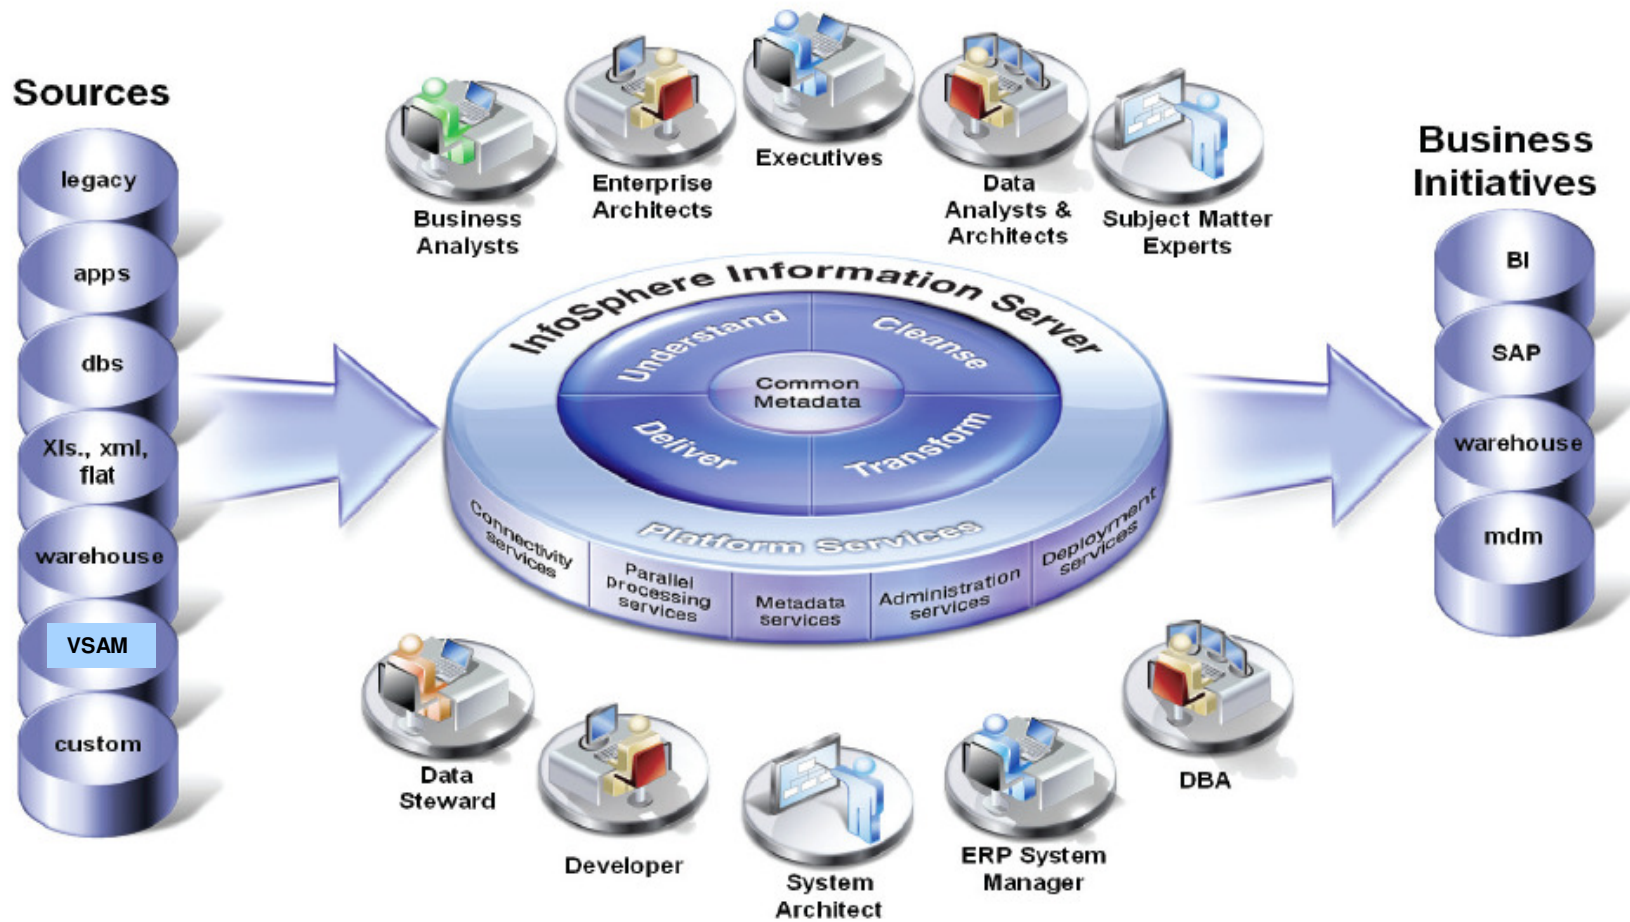 Sources
legacy
apps
dbs
Xls., xml,
flat
warehouse
VSAM
custom
Business
Analysts
Enterprise
Architects
Executives
Data
Analysts &
Architects
Subject Matter
Experts
InfoSphere Information Server
Understand
Cleanse
Common
Metadata
Deliver
Transform
Platform Services
Connectivity
services
Parallel
processing
services
Metadata
services
Administration
services
Deployment
services
Data
Steward
Developer
System
Architect
ERP System
Manager
DBA
Business
Initiatives
BI
SAP
warehouse
mdm